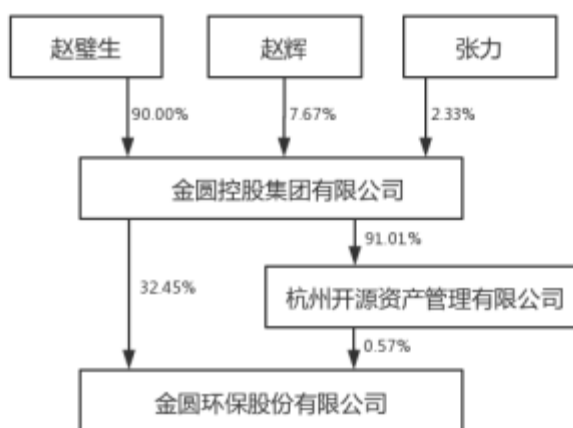 赵璧生
赵辉
张力
90.00%
7.67%
2.33%
金圆控股集团有限公司
91.01%
32.45%
杭州开源资产管理有限公司
0.57%
金圆环保股份有限公司